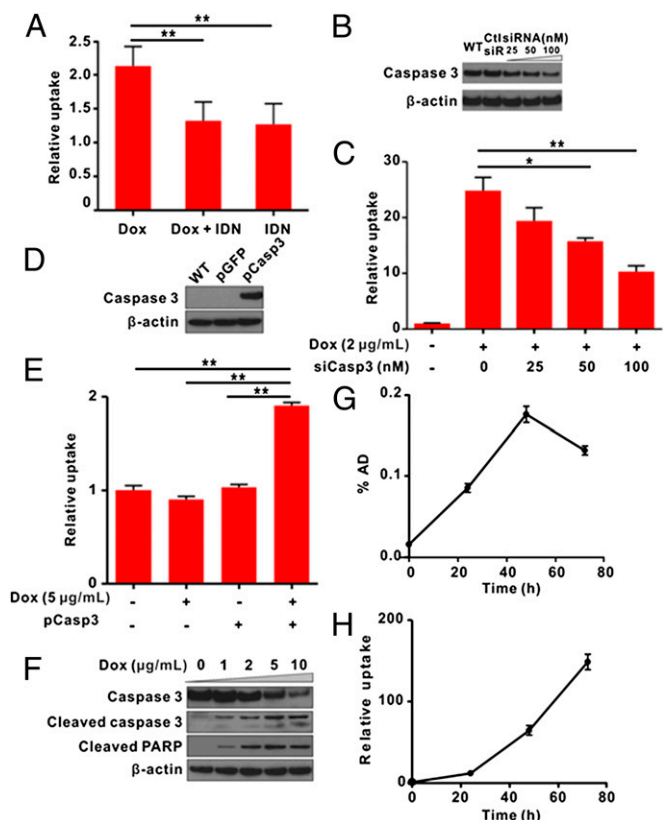 A
**
**
Relative uptake
2.5
2.0
1.5
1.0
0.5
0
Dox Dox + IDN IDN
B
CtlsiRNA(nM)
WT siR 25 50 100
Caspase 3
β-actin
C
**
*
Relative uptake
30
20
10
0
Dox (2 µg/mL) - + + + +
siCasp3 (nM) - 0 25 50 100
D
WT pGFP pCasp3
Caspase 3
β-actin
E
**
**
**
Relative uptake
2
1
0
Dox (5 µg/mL) - + - +
pCasp3 - - + +
F
Dox (µg/mL) 0 1 2 5 10
Caspase 3
Cleaved caspase 3
Cleaved PARP
β-actin
G
% AD
0.2
0.1
0.0
0 20 40 60 80
Time (h)
H
Relative uptake
200
100
0
0 20 40 60 80
Time (h)